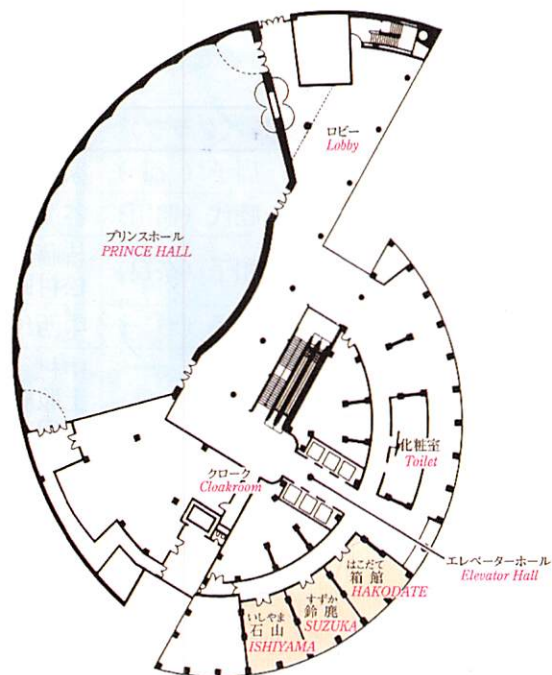 ロビー
Lobby
プリンスホール
PRINCE HALL
化粧室
Toilet
クローク
Cloakroom
エレベーターホール
Elevator Hall
はこだて
箱館
HAKODATE
すずか
鈴鹿
SUZUKA
いしやま
石山
ISHIYAMA